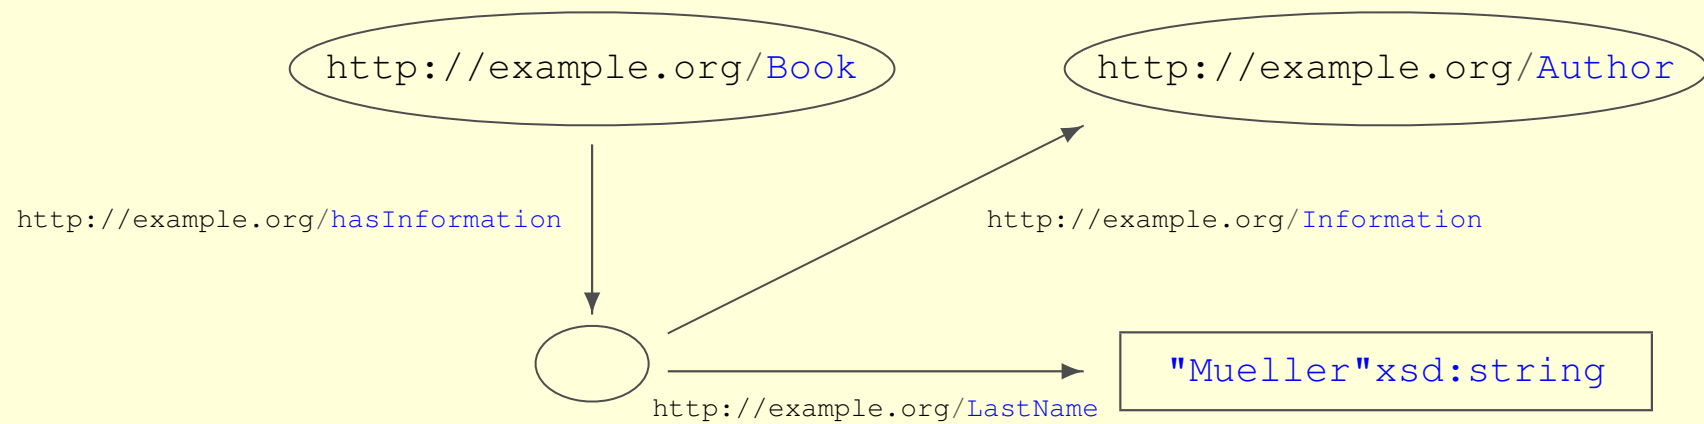 http://example.org/Book
http://example.org/Author
http://example.org/hasInformation
http://example.org/Information
"Mueller"xsd:string
http://example.org/LastName